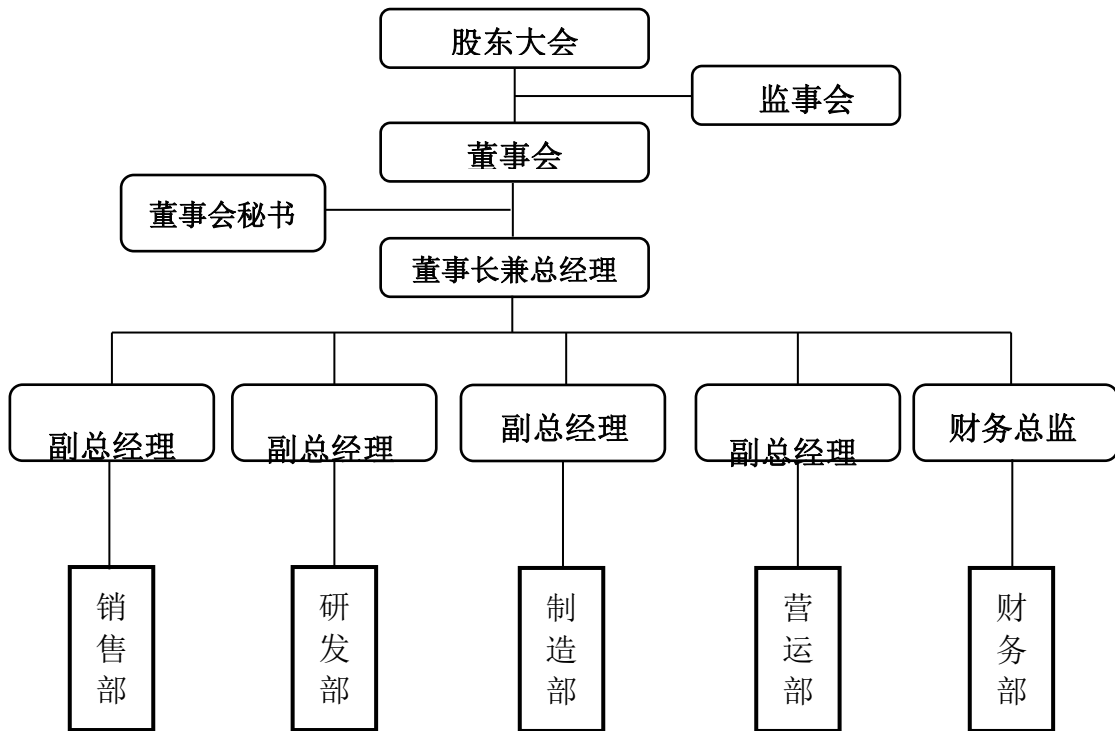 股东大会
监事会
董事会
董事会秘书
董事长兼总经理
副总经理
副总经理
副总经理
副总经理
财务总监
销售部
研发部
制造部
营运部
财务部